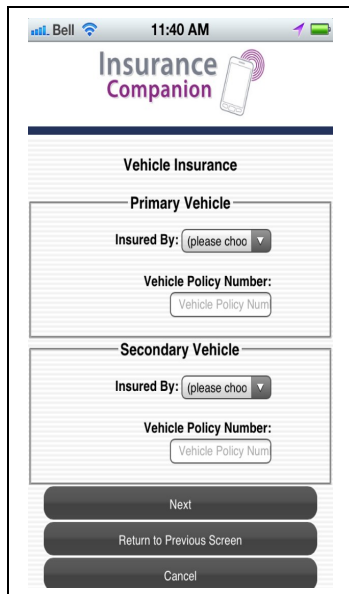 Bell 11:40 AM
Insurance
Companion
Vehicle Insurance
Primary Vehicle
Insured By: (please choo
Vehicle Policy Number:
Vehicle Policy Num
Secondary Vehicle
Insured By: (please choo
Vehicle Policy Number:
Vehicle Policy Num
Next
Return to Previous Screen
Cancel